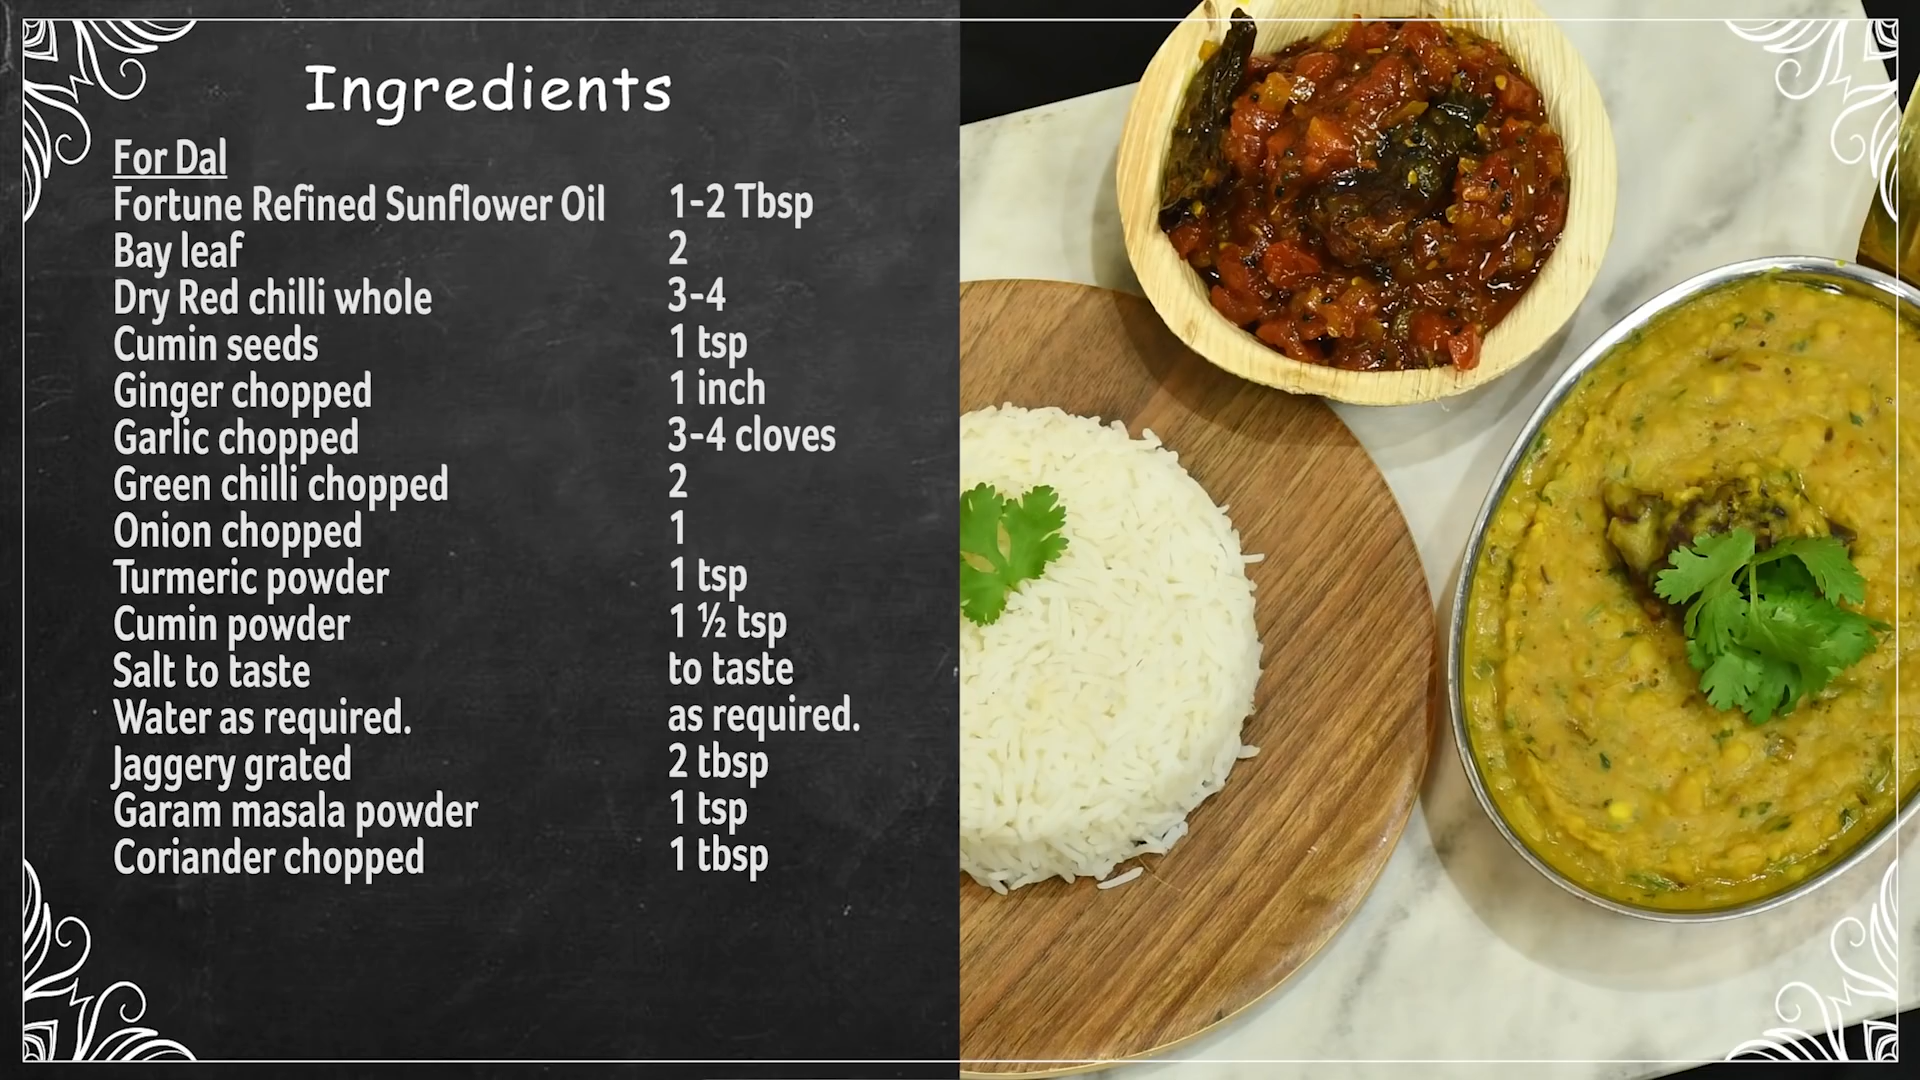 Ingredients
For Dal
Fortune Refined Sunflower Oil 1-2 Tbsp
Bay leaf 2
Dry Red chilli whole 3-4
Cumin seeds 1 tsp
Ginger chopped 1 inch
Garlic chopped 3-4 cloves
Green chilli chopped 2
Onion chopped 1
Turmeric powder 1 tsp
Cumin powder 1 ½ tsp
Salt to taste to taste
Water as required. as required.
Jaggery grated 2 tbsp
Garam masala powder 1 tsp
Coriander chopped 1 tbsp